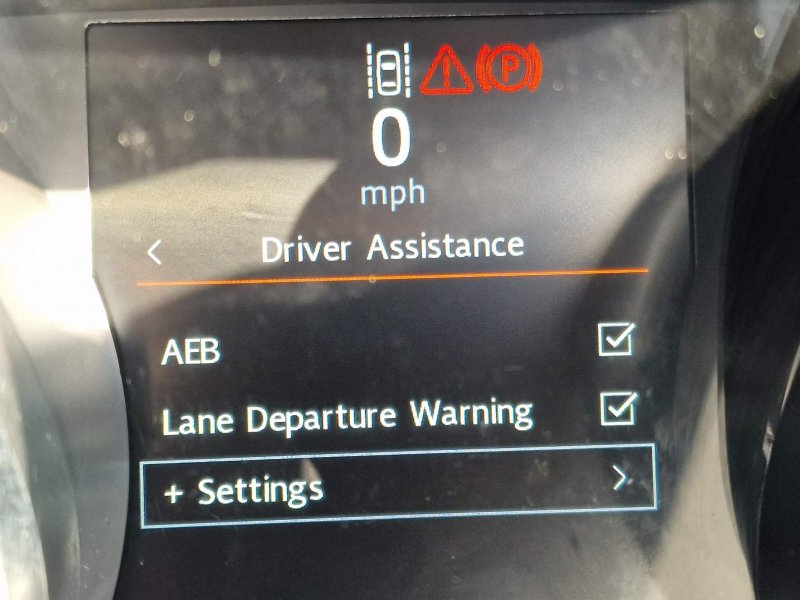 P
0
mph
Driver Assistance
AEB
Lane Departure Warning
+ Settings